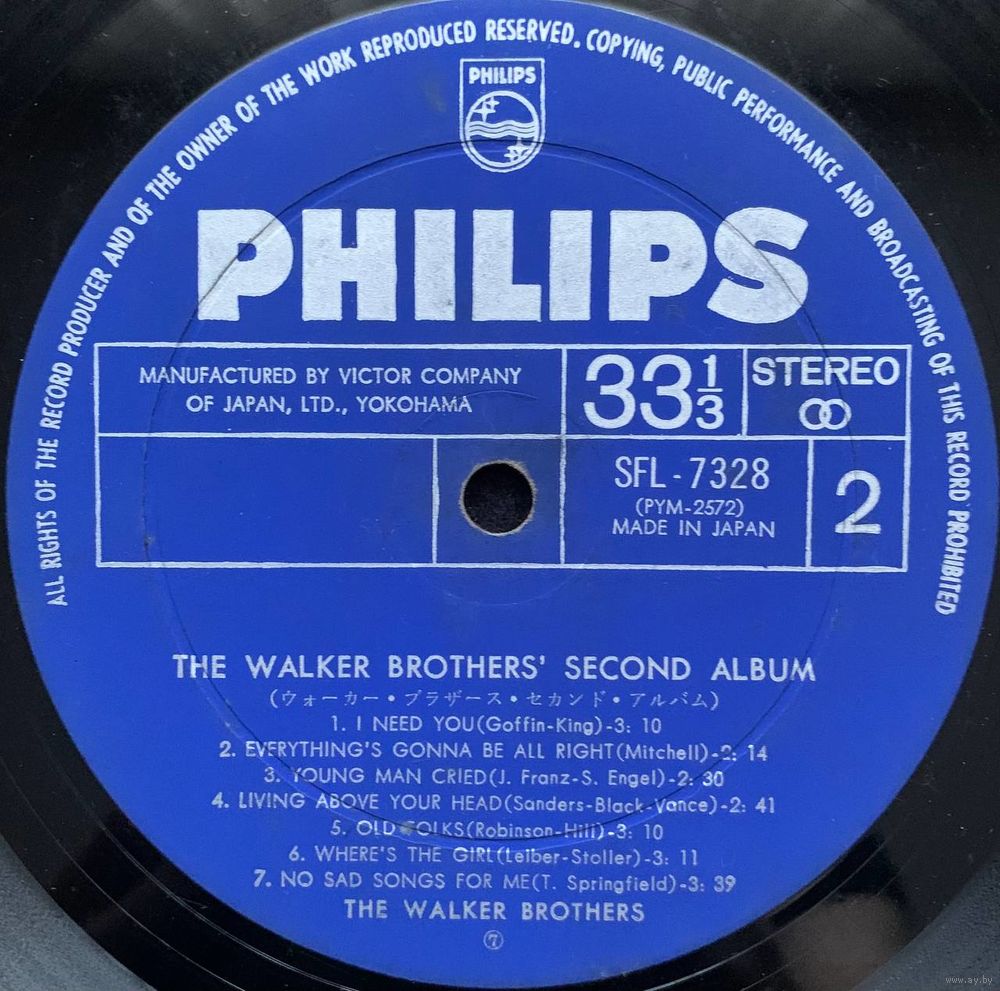 ALL RIGHTS OF THE RECORD PRODUCER AND OF THE OWNER OF THE WORK REPRODUCED RESERVED. COPYING, PUBLIC PERFORMANCE AND BROADCASTING OF THIS RECORD PROHIBITED
PHILIPS
PHILIPS
MANUFACTURED BY VICTOR COMPANY
OF JAPAN, LTD., YOKOHAMA
33 1/3
STEREO
SFL-7328
(PYM-2572)
MADE IN JAPAN
2
THE WALKER BROTHERS' SECOND ALBUM
(ウォーカー・ブラザース・セカンド・アルバム)
1. I NEED YOU(Goffin-King)-3: 10
2. EVERYTHING'S GONNA BE ALL RIGHT(Mitchell)-2: 14
3. YOUNG MAN CRIED(J. Franz-S. Engel)-2: 30
4. LIVING ABOVE YOUR HEAD(Sanders-Black-Vance)-2: 41
5. OLD FOLKS(Robinson-Hill)-3: 10
6. WHERE'S THE GIRL(Leiber-Stoller)-3: 11
7. NO SAD SONGS FOR ME(T. Springfield)-3: 39
THE WALKER BROTHERS
⑦
www.ay.by